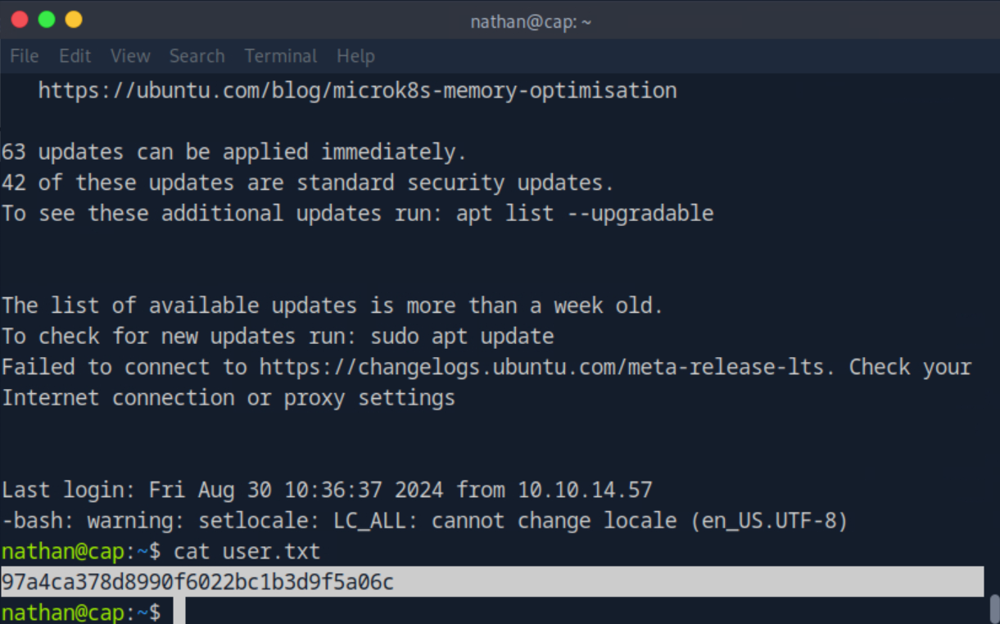 nathan@cap: ~
File Edit View Search Terminal Help
https://ubuntu.com/blog/microk8s-memory-optimisation
63 updates can be applied immediately.
42 of these updates are standard security updates.
To see these additional updates run: apt list --upgradable
The list of available updates is more than a week old.
To check for new updates run: sudo apt update
Failed to connect to https://changelogs.ubuntu.com/meta-release-lts. Check your
Internet connection or proxy settings
Last login: Fri Aug 30 10:36:37 2024 from 10.10.14.57
-bash: warning: setlocale: LC_ALL: cannot change locale (en_US.UTF-8)
nathan@cap:~$ cat user.txt
97a4ca378d8990f6022bc1b3d9f5a06c
nathan@cap:~$